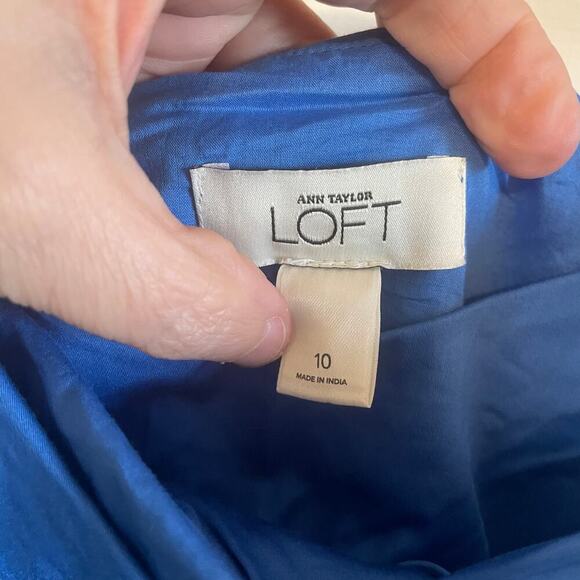 ANN TAYLOR
LOFT
10
MADE IN INDIA